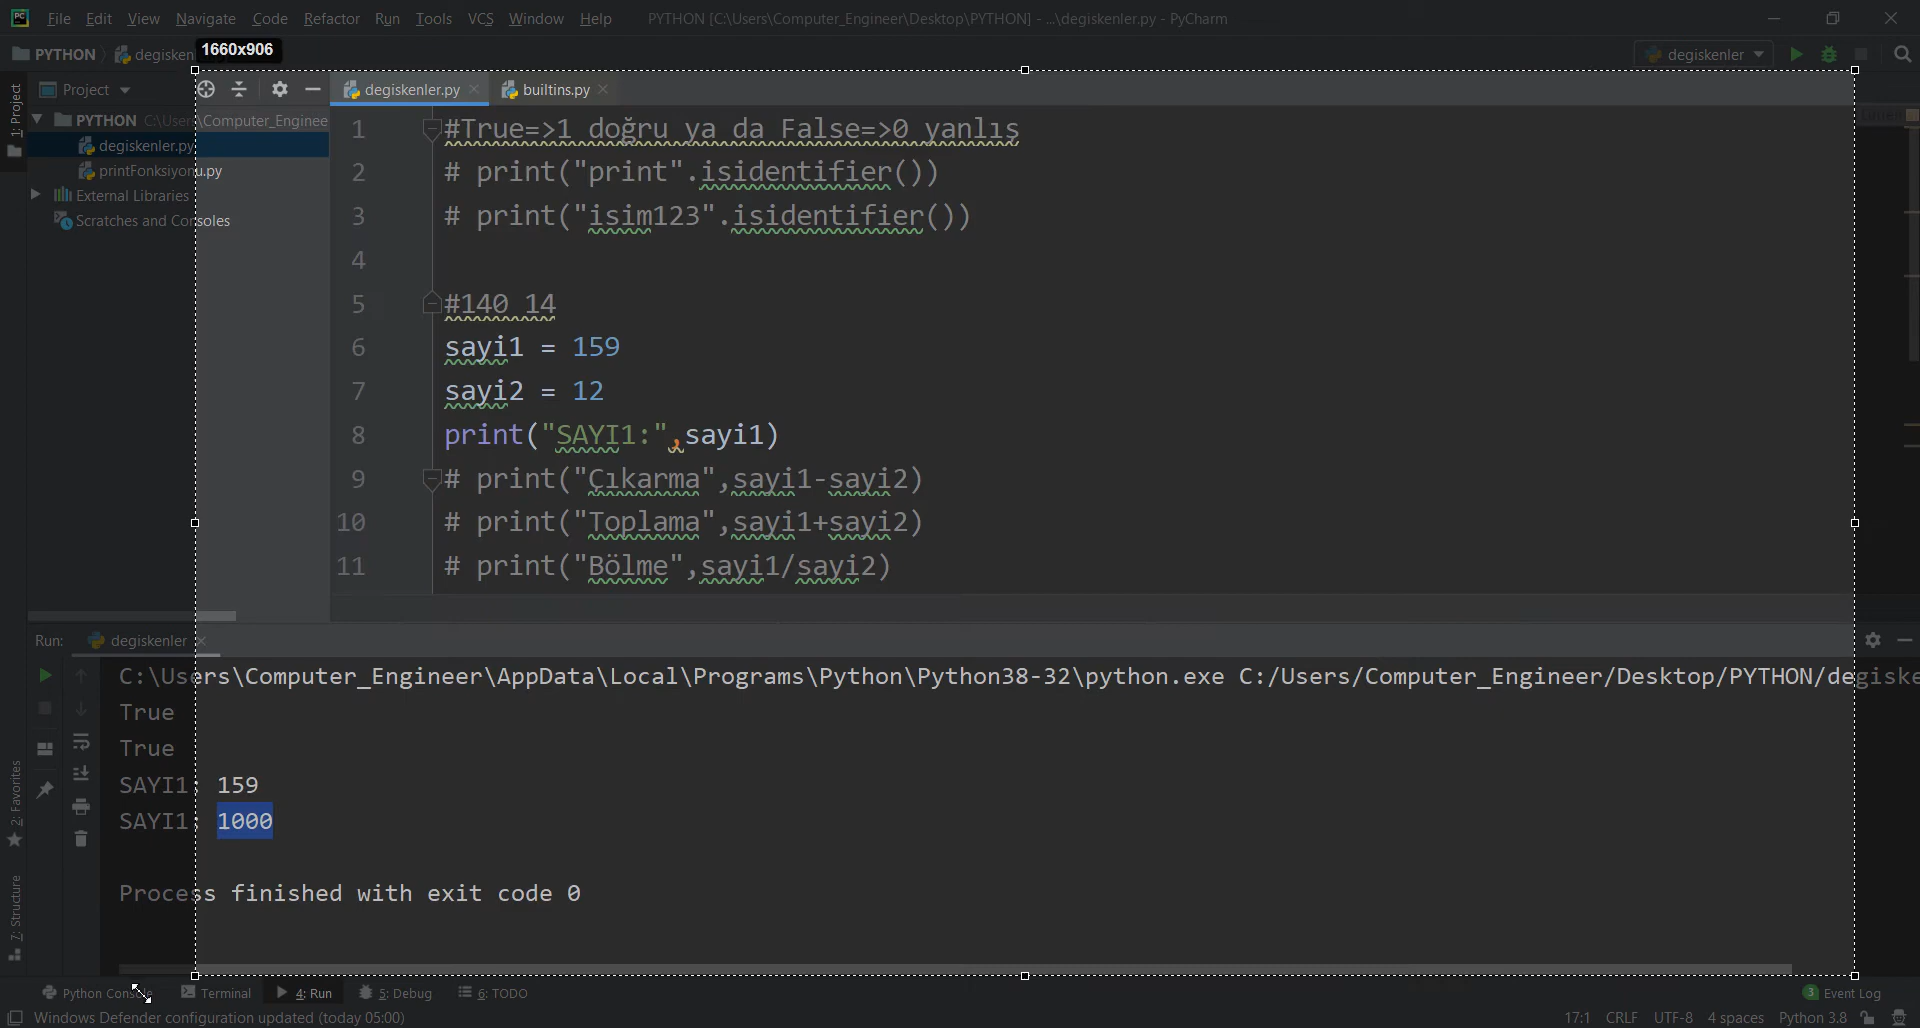 File Edit View Navigate Code Refactor Run Tools VCS Window Help PYTHON [C:\Users\Computer_Engineer\Desktop\PYTHON] - ...\degiskenler.py - PyCharm
PYTHON degisken
1660x906
degiskenler
1: Project
Project
degiskenler.py builtins.py
PYTHON C:\Users\Computer_Enginee
degiskenler.py
printFonksiyonu.py
External Libraries
Scratches and Consoles
1 #True=>1 doğru ya da False=>0 yanlış
2 # print("print".isidentifier())
3 # print("isim123".isidentifier())
4
5 #140 14
6 sayi1 = 159
7 sayi2 = 12
8 print("SAYI1:",sayi1)
9 # print("Çıkarma",sayi1-sayi2)
10 # print("Toplama",sayi1+sayi2)
11 # print("Bölme",sayi1/sayi2)
Run: degiskenler
C:\Users\Computer_Engineer\AppData\Local\Programs\Python\Python38-32\python.exe C:/Users/Computer_Engineer/Desktop/PYTHON/degiske
True
True
SAYI1: 159
SAYI1: 1000
Process finished with exit code 0
2: Favorites
7: Structure
Python Console Terminal 4: Run 5: Debug 6: TODO
3 Event Log
Windows Defender configuration updated (today 05:00)
17:1 CRLF UTF-8 4 spaces Python 3.8